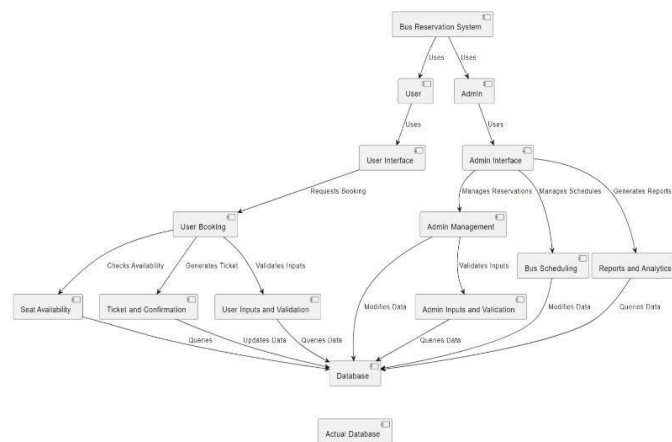 Bus Reservation System
Uses
Uses
User
Admin
Uses
Uses
User Interface
Admin Interface
Requests Booking
Manages Reservations
Manages Schedules
Generates Reports
User Booking
Admin Management
Checks Availability
Generates Ticket
Validates Inputs
Validates Inputs
Bus Scheduling
Reports and Analytics
Seat Availability
Ticket and Confirmation
User Inputs and Validation
Modifies Data
Admin Inputs and Validation
Modifies Data
Queries Data
Queries
Updates Data
Queries Data
Queries Data
Database
Actual Database